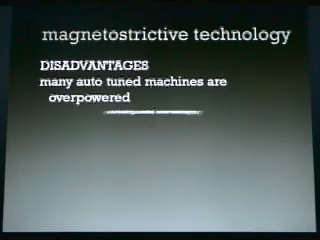 magnetostrictive technology
DISADVANTAGES
many auto tuned machines are
overpowered